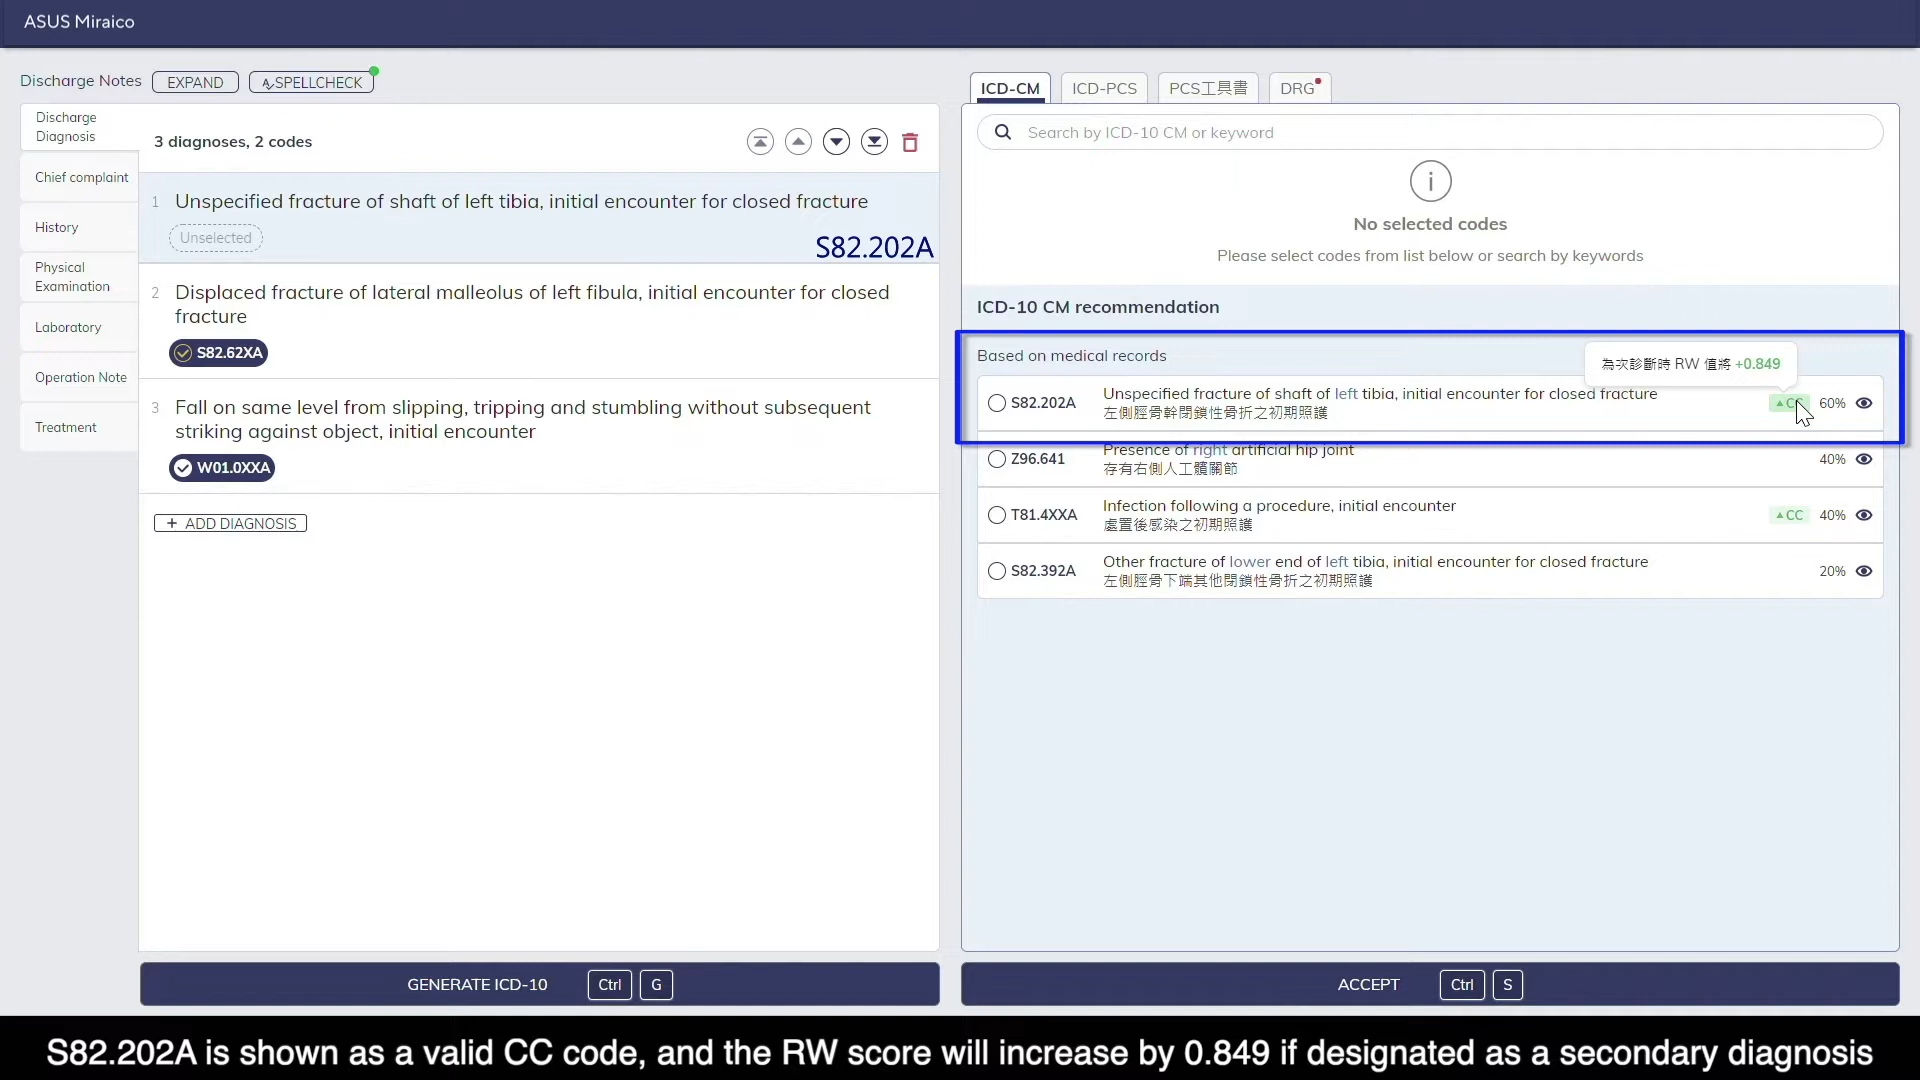 ASUS Miraico
Discharge Notes
EXPAND
SPELLCHECK
Discharge
Diagnosis
Chief complaint
History
Physical
Examination
Laboratory
Operation Note
Treatment
3 diagnoses, 2 codes
1 Unspecified fracture of shaft of left tibia, initial encounter for closed fracture
Unselected
S82.202A
2 Displaced fracture of lateral malleolus of left fibula, initial encounter for closed
fracture
S82.62XA
3 Fall on same level from slipping, tripping and stumbling without subsequent
striking against object, initial encounter
W01.0XXA
+ ADD DIAGNOSIS
GENERATE ICD-10 Ctrl G
ICD-CM
ICD-PCS
PCS工具書
DRG
Search by ICD-10 CM or keyword
i
No selected codes
Please select codes from list below or search by keywords
ICD-10 CM recommendation
Based on medical records
為次診斷時 RW 值將 +0.849
S82.202A
Unspecified fracture of shaft of left tibia, initial encounter for closed fracture
左側脛骨幹閉鎖性骨折之初期照護
CC 60%
Z96.641
Presence of right artificial hip joint
存有右側人工髖關節
40%
T81.4XXA
Infection following a procedure, initial encounter
處置後感染之初期照護
CC 40%
S82.392A
Other fracture of lower end of left tibia, initial encounter for closed fracture
左側脛骨下端其他閉鎖性骨折之初期照護
20%
ACCEPT Ctrl S
S82.202A is shown as a valid CC code, and the RW score will increase by 0.849 if designated as a secondary diagnosis